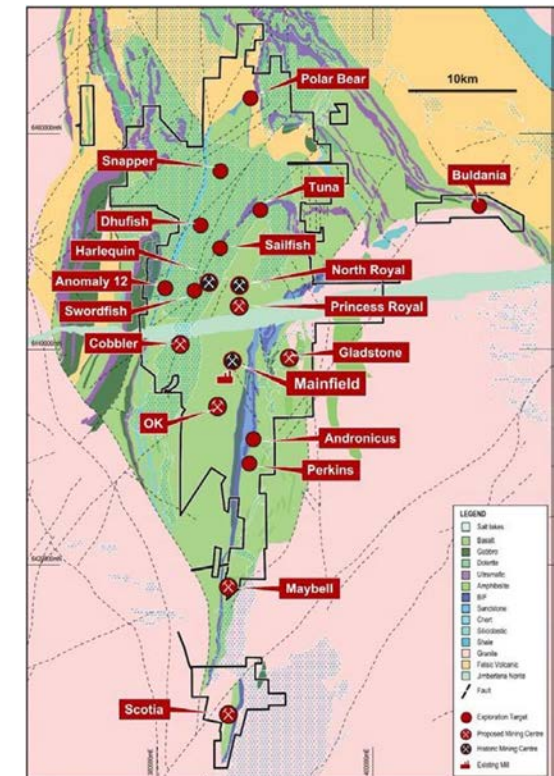 Polar Bear
10km
Snapper
Tuna
Buldania
Dhufish
Sailfish
Harlequin
North Royal
Anomaly 12
Princess Royal
Swordfish
Cobbler
Gladstone
Mainfield
OK
Andronicus
Perkins
Maybell
Scotia
LEGEND
Salt lakes
Basalt
Gabbro
Dolerite
Ultramafic
Amphibolite
BIF
Sandstone
Chert
Siliciclastic
Shale
Granite
Felsic Volcanic
Jimberlana Norite
Fault
Exploration Target
Proposed Mining Centre
Historic Mining Centre
Existing Mill